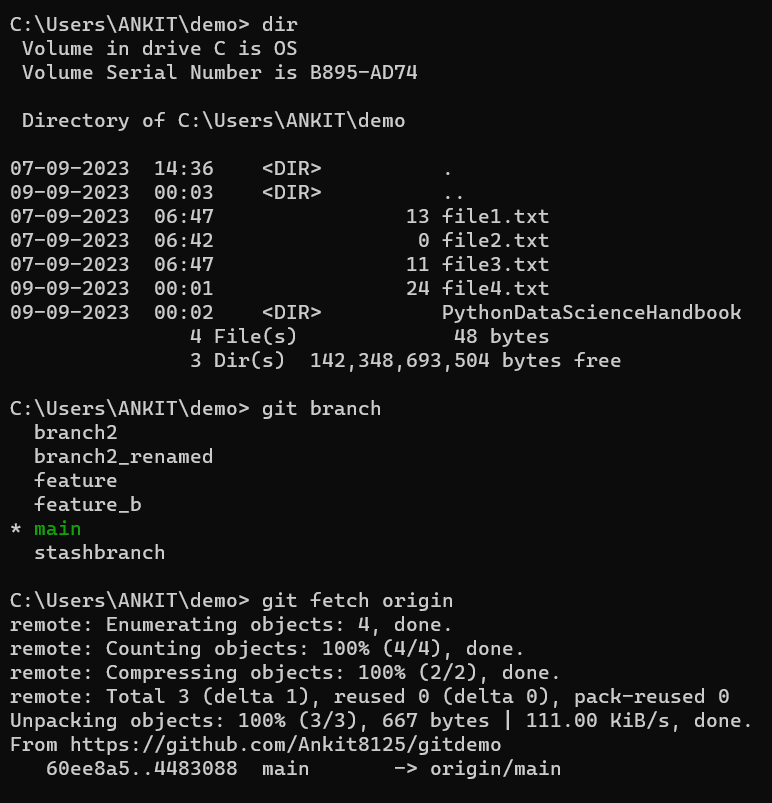 C:\Users\ANKIT\demo> dir
 Volume in drive C is OS
 Volume Serial Number is B895-AD74

 Directory of C:\Users\ANKIT\demo

07-09-2023  14:36    <DIR>          .
09-09-2023  00:03    <DIR>          ..
07-09-2023  06:47                13 file1.txt
07-09-2023  06:42                 0 file2.txt
07-09-2023  06:47                11 file3.txt
09-09-2023  00:01                24 file4.txt
09-09-2023  00:02    <DIR>          PythonDataScienceHandbook
               4 File(s)             48 bytes
               3 Dir(s)  142,348,693,504 bytes free

C:\Users\ANKIT\demo> git branch
  branch2
  branch2_renamed
  feature
  feature_b
* main
  stashbranch

C:\Users\ANKIT\demo> git fetch origin
remote: Enumerating objects: 4, done.
remote: Counting objects: 100% (4/4), done.
remote: Compressing objects: 100% (2/2), done.
remote: Total 3 (delta 1), reused 0 (delta 0), pack-reused 0
Unpacking objects: 100% (3/3), 667 bytes | 111.00 KiB/s, done.
From https://github.com/Ankit8125/gitdemo
   60ee8a5..4483088  main       -> origin/main